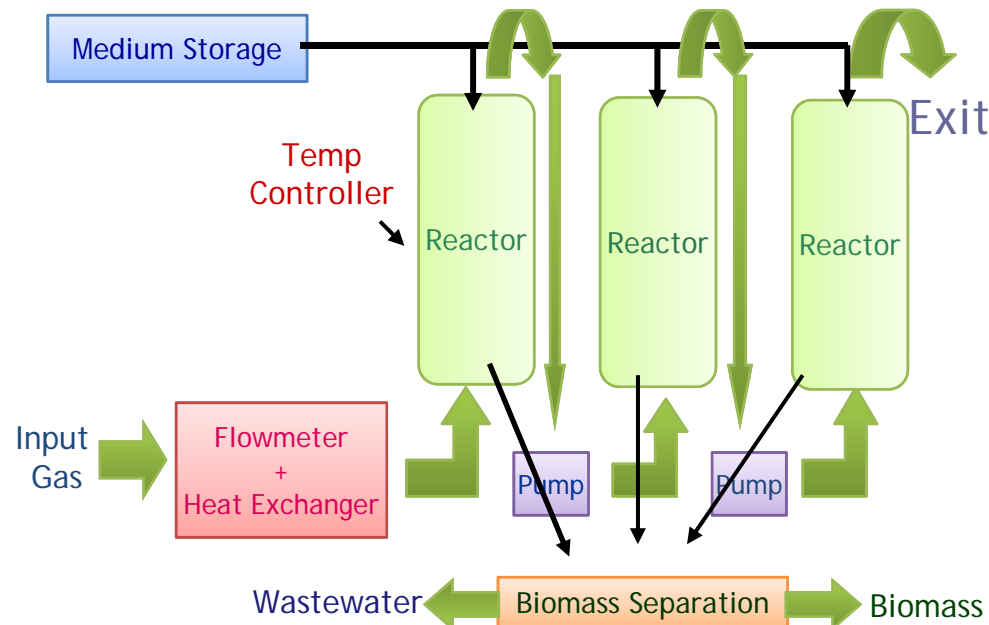 Medium Storage
Exit
Temp
Controller
Reactor
Reactor
Reactor
Input
Gas
Flowmeter
+
Heat Exchanger
Pump
Pump
Wastewater
Biomass Separation
Biomass